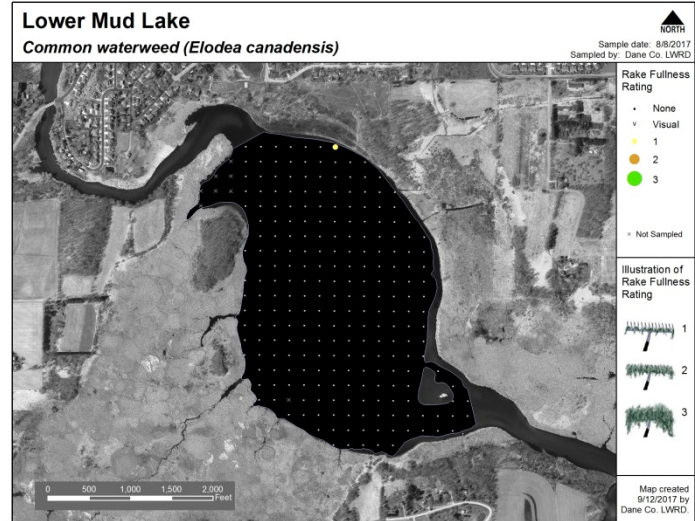 Lower Mud Lake
Common waterweed (Elodea canadensis)
NORTH
Sample date: 8/8/2017
Sampled by: Dane Co. LWRD
Rake Fullness
Rating
None
Visual
1
2
3
Not Sampled
Illustration of
Rake Fullness
Rating
1
2
3
0 500 1,000 1,500 2,000
Feet
Map created
9/12/2017 by
Dane Co. LWRD.